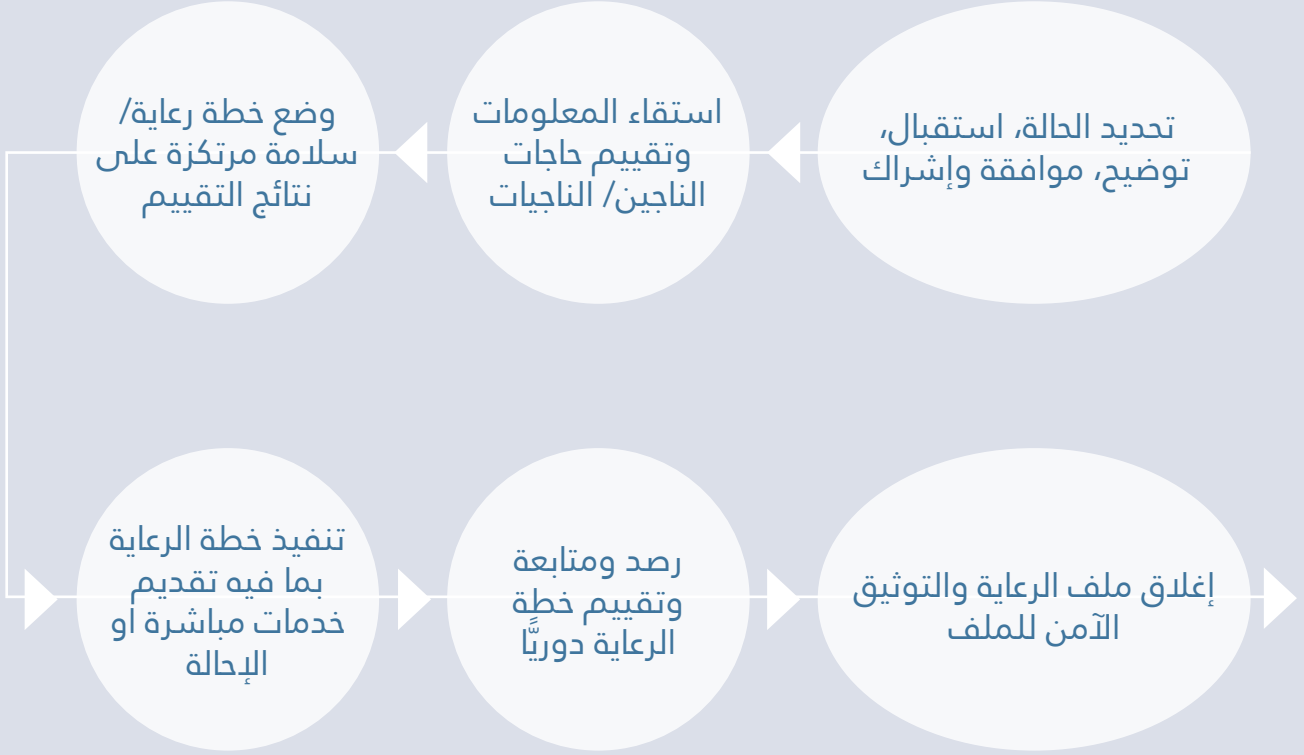 تحديد الحالة، استقبال،
توضيح، موافقة وإشراك
استقاء المعلومات
وتقييم حاجات
الناجين/ الناجيات
وضع خطة رعاية/
سلامة مرتكزة على
نتائج التقييم
تنفيذ خطة الرعاية
بما فيه تقديم
خدمات مباشرة او
الإحالة
رصد ومتابعة
وتقييم خطة
الرعاية دوريًّا
إغلاق ملف الرعاية والتوثيق
الآمن للملف